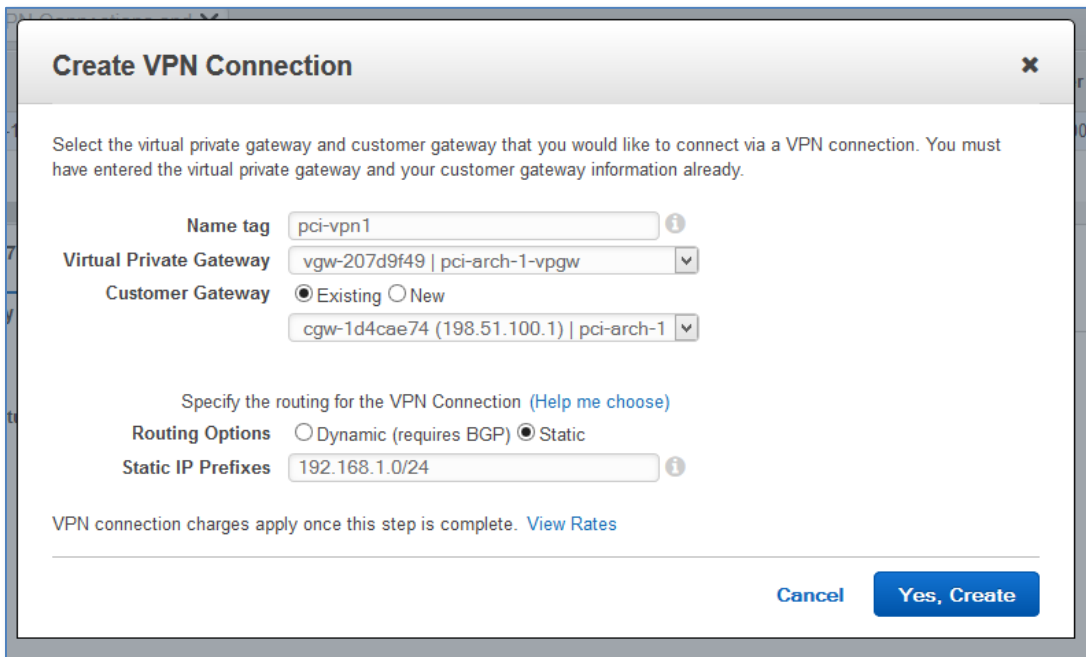 Create VPN Connection
Select the virtual private gateway and customer gateway that you would like to connect via a VPN connection. You must
have entered the virtual private gateway and your customer gateway information already.
Name tag pci-vpn1
Virtual Private Gateway vgw-207d9f49 | pci-arch-1-vpgw
Customer Gateway Existing New
cgw-1d4cae74 (198.51.100.1) | pci-arch-1
Specify the routing for the VPN Connection (Help me choose)
Routing Options Dynamic (requires BGP) Static
Static IP Prefixes 192.168.1.0/24
VPN connection charges apply once this step is complete. View Rates
Cancel Yes, Create